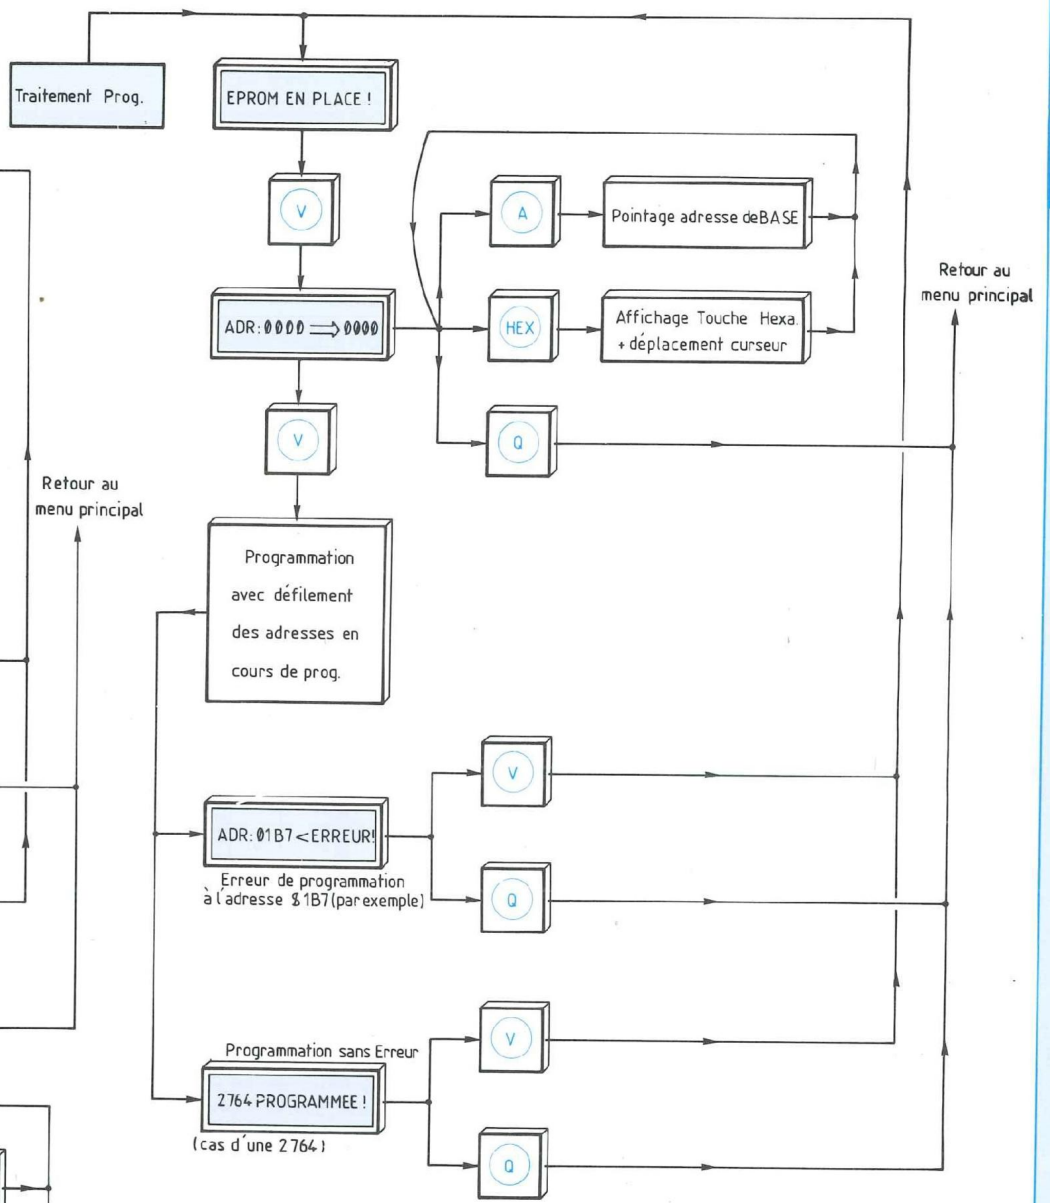 Traitement Prog.
EPROM EN PLACE !
V
A
Pointage adresse de BASE
Retour au
menu principal
ADR: 0000 ⟹ 0000
HEX
Affichage Touche Hexa.
+ déplacement curseur
V
Q
Retour au
menu principal
Programmation
avec défilement
des adresses en
cours de prog.
V
ADR: 01B7 < ERREUR!
Erreur de programmation
à l'adresse $1B7 (par exemple)
Q
V
Programmation sans Erreur
2764 PROGRAMMEE !
(cas d'une 2764)
Q